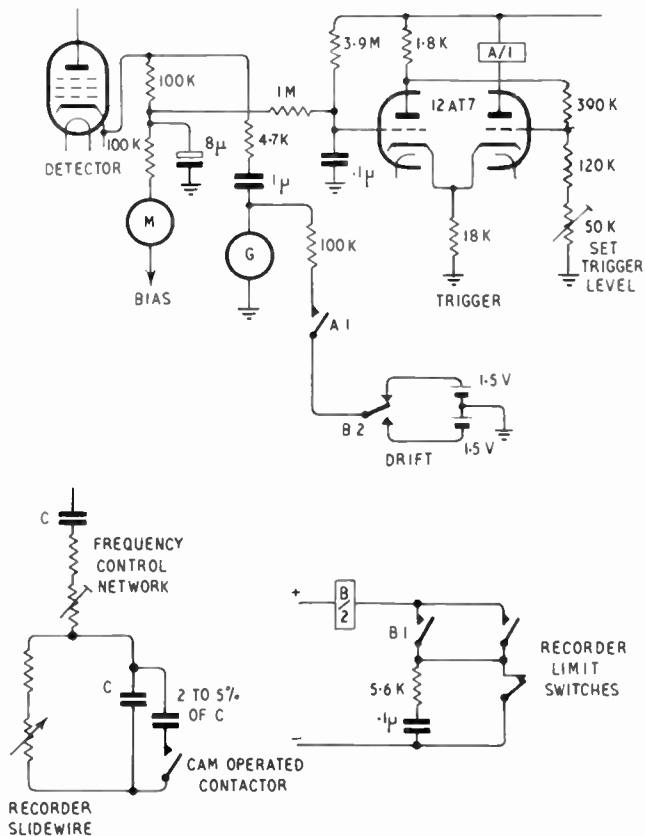 3·9M
1·8K
A/1
100K
1M
12AT7
390K
4·7K
100K
8μ
·1μ
120K
DETECTOR
1μ
M
G
100K
18K
50K
SET
TRIGGER
LEVEL
BIAS
TRIGGER
A1
1·5 V
B2
1·5V
DRIFT
C
FREQUENCY
CONTROL
NETWORK
+
B
2
B1
RECORDER
LIMIT
SWITCHES
C
2 TO 5%
OF C
5.6K
·1μ
–
CAM OPERATED
CONTACTOR
RECORDER
SLIDEWIRE